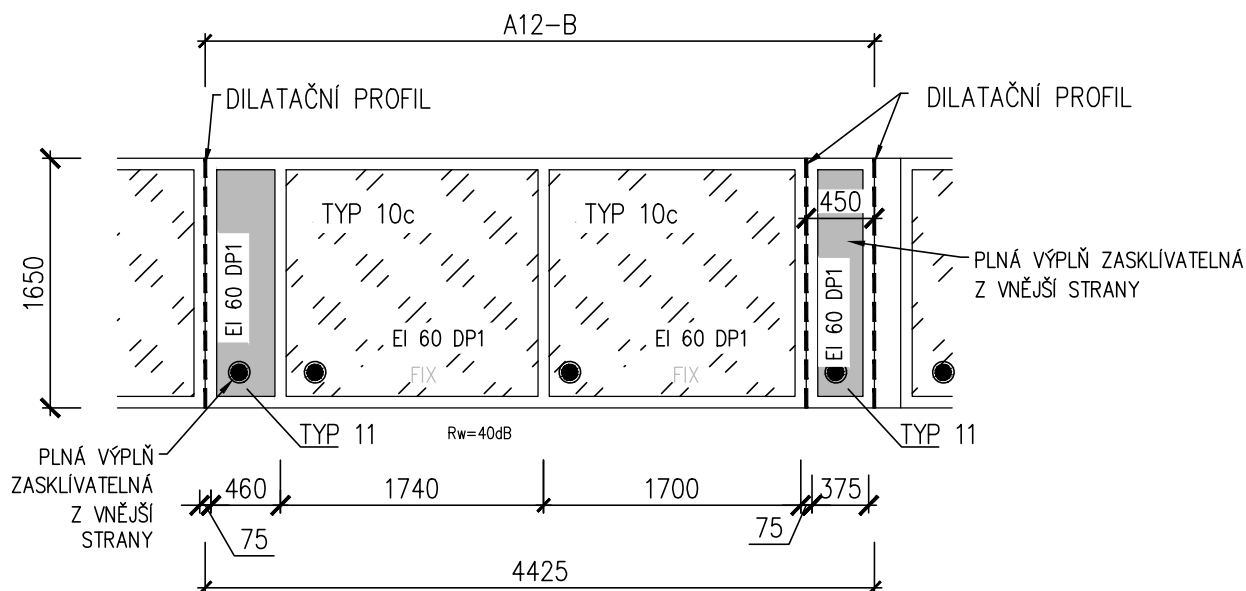 A12-B
DILATAČNÍ PROFIL
DILATAČNÍ PROFIL
1650
TYP 10c
TYP 10c
450
EI 60 DP1
EI 60 DP1
EI 60 DP1
EI 60 DP1
FIX
FIX
PLNÁ VÝPLŇ ZASKLÍVATELNÁ
Z VNĚJŠÍ STRANY
TYP 11
Rw=40dB
TYP 11
PLNÁ VÝPLŇ
ZASKLÍVATELNÁ
Z VNĚJŠÍ
STRANY
460
1740
1700
375
75
75
4425